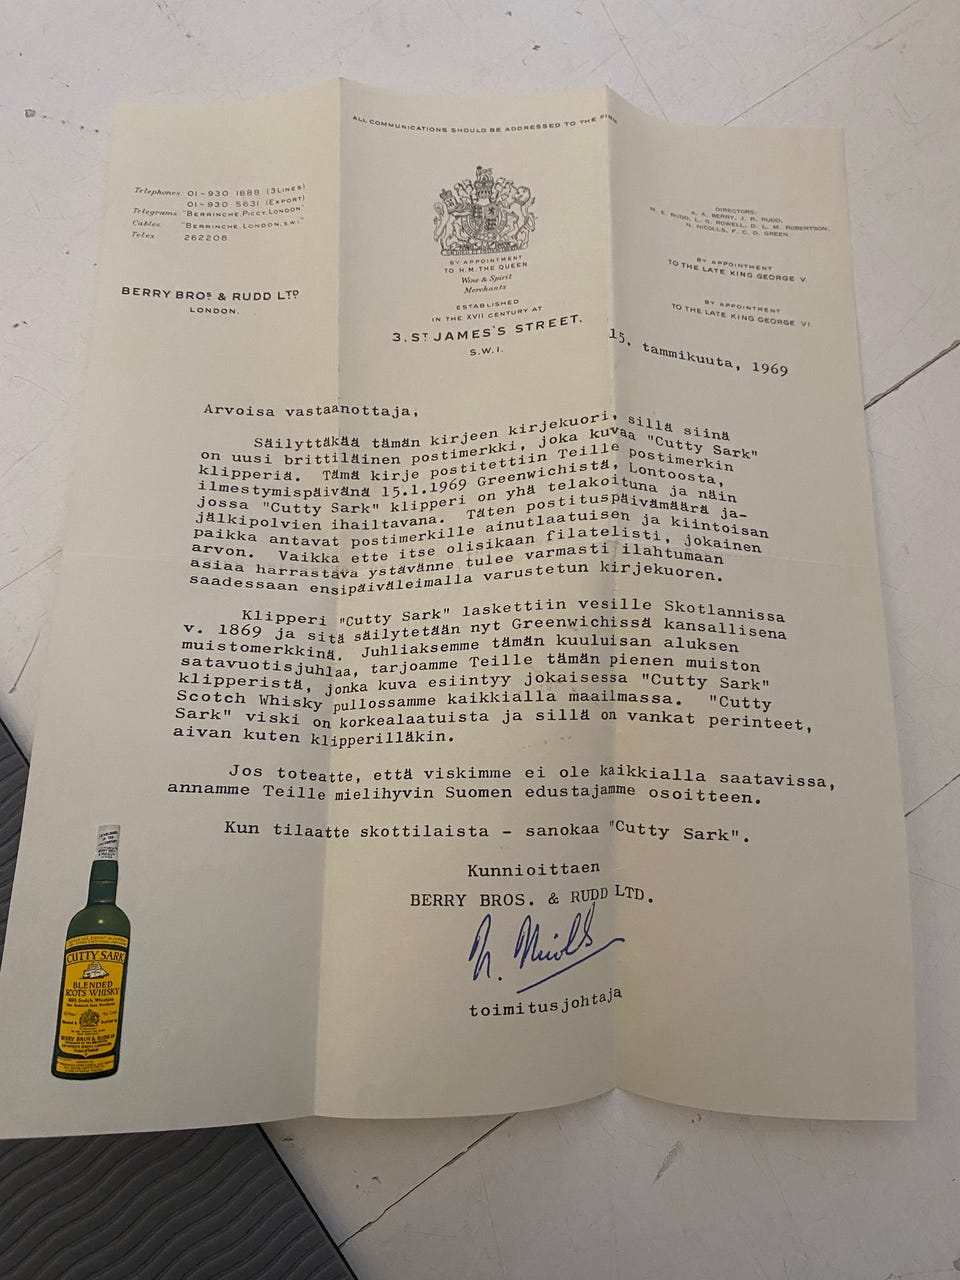 ALL COMMUNICATIONS SHOULD BE ADDRESSED TO THE FIRM
Telephones: 01-930 1888 (3 LINES)
01-930 5631 (EXPORT)
Telegrams: "BERRINCHE, PICCY, LONDON."
Cables: "BERRINCHE, LONDON, S.W.1."
Telex 262208
BERRY BROS & RUDD LTD
LONDON.
BY APPOINTMENT
TO H.M. THE QUEEN
Wine & Spirit
Merchants
ESTABLISHED
IN THE XVII CENTURY AT
3, ST JAMES'S STREET.
S.W.1.
DIRECTORS:
A. A. BERRY, J. R. RUDD,
M. E. RUDD, L. G. ROWELL, D. L. M. ROBERTSON,
N. NICOLLS, F. C. D. GREEN.
BY APPOINTMENT
TO THE LATE KING GEORGE V.
BY APPOINTMENT
TO THE LATE KING GEORGE VI
15. tammikuuta, 1969
Arvoisa vastaanottaja,
Säilyttäkää tämän kirjeen kirjekuori, sillä siinä
on uusi brittiläinen postimerkki, joka kuvaa "Cutty Sark"
klipperiä. Tämä kirje postitettiin Teille postimerkin
ilmestymispäivänä 15.1.1969 Greenwichistä, Lontoosta,
jossa "Cutty Sark" klipperi on yhä telakoituna ja näin
jälkipolvien ihailtavana. Täten postituspäivämäärä ja-
paikka antavat postimerkille ainutlaatuisen ja kiintoisan
arvon. Vaikka ette itse olisikaan filatelisti, jokainen
asiaa harrastava ystävänne tulee varmasti ilahtumaan
saadessaan ensipäiväleimalla varustetun kirjekuoren.
Klipperi "Cutty Sark" laskettiin vesille Skotlannissa
v. 1869 ja sitä säilytetään nyt Greenwichissä kansallisena
muistomerkkinä. Juhliaksemme tämän kuuluisan aluksen
satavuotisjuhlaa, tarjoamme Teille tämän pienen muiston
klipperistä, jonka kuva esiintyy jokaisessa "Cutty Sark"
Scotch Whisky pullossamme kaikkialla maailmassa. "Cutty
Sark" viski on korkealaatuista ja sillä on vankat perinteet,
aivan kuten klipperilläkin.
Jos toteatte, että viskimme ei ole kaikkialla saatavissa,
annamme Teille mielihyvin Suomen edustajamme osoitteen.
Kun tilaatte skottilaista - sanokaa "Cutty Sark".
Kunnioittaen
BERRY BROS. & RUDD LTD.
N. Nicolls
toimitusjohtaja
CUTTY SARK
BLENDED
SCOTS WHISKY
BERRY BROS & RUDD LTD